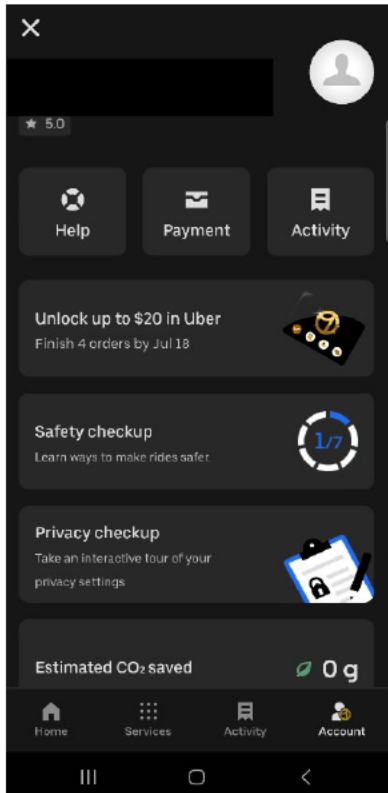 5.0
Help
Payment
Activity
Unlock up to $20 in Uber
Finish 4 orders by Jul 18
Safety checkup
Learn ways to make rides safer
1/7
Privacy checkup
Take an interactive tour of your
privacy settings
Estimated CO₂ saved
0 g
Home
Services
Activity
Account